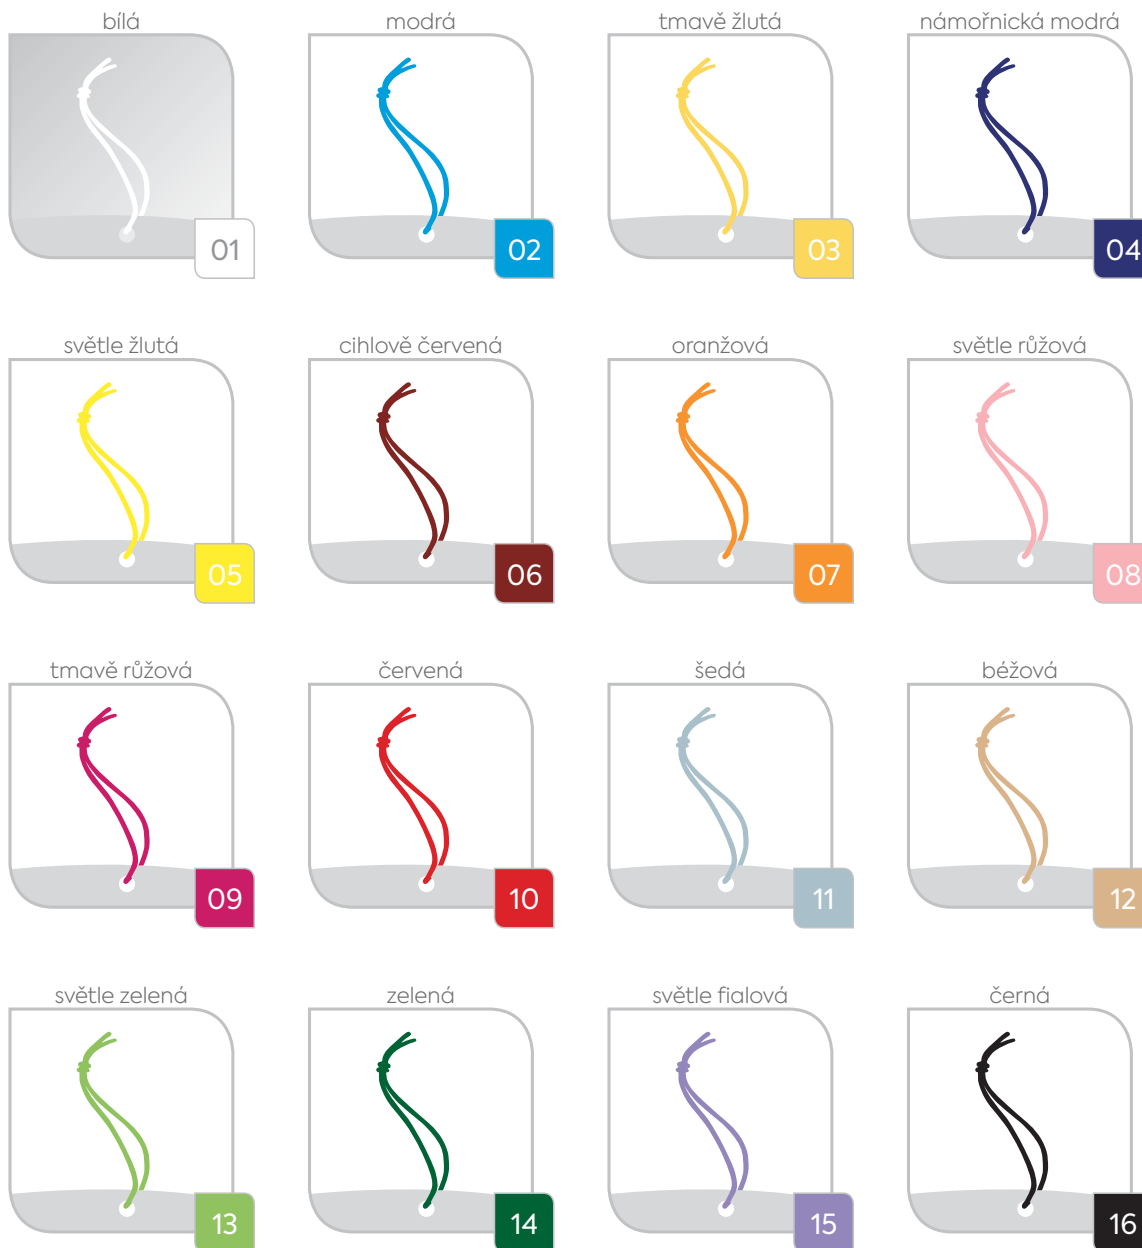 bílá
modrá
tmavě žlutá
námořnická modrá
01
02
03
04
světle žlutá
cihlově červená
oranžová
světle růžová
05
06
07
08
tmavě růžová
červená
šedá
béžová
09
10
11
12
světle zelená
zelená
světle fialová
černá
13
14
15
16